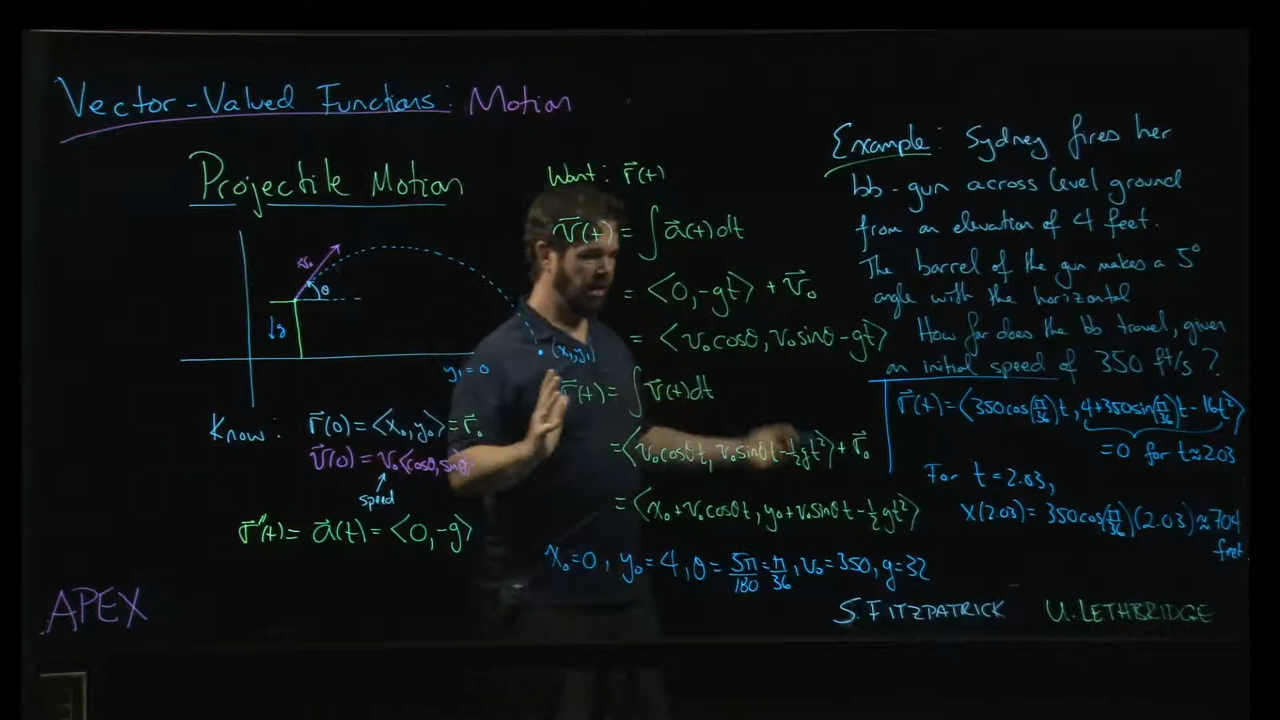 Vector-Valued Functions: Motion
Projectile Motion
v⃗₀
θ
↓g
(x₁,y₁)
y₁=0
Know: r⃗(0) = <x₀, y₀> = r⃗₀
v⃗(0) = v₀<cosθ, sinθ>
speed
r⃗''(t) = a⃗(t) = <0, -g>
APEX
Want: r⃗(t)
v⃗(t) = ∫ a⃗(t) dt
= <0, -gt> + v⃗₀
= <v₀cosθ, v₀sinθ-gt>
r⃗(t) = ∫ v⃗(t)dt
= <v₀cosθt, v₀sinθt-½gt²> + r⃗₀
= <x₀+v₀cosθt, y₀+v₀sinθt-½gt²>
x₀=0, y₀=4, θ= 5π/180 = π/36, v₀=350, g=32
Example: Sydney fires her
bb-gun across level ground
from an elevation of 4 feet.
The barrel of the gun makes a 5°
angle with the horizontal
How far does the bb travel, given
an initial speed of 350 ft/s?
r⃗(t) = <350cos(π/36)t, 4+350sin(π/36)t-16t²>
=0 for t≈2.03
For t=2.03,
x(2.03) = 350cos(π/36)(2.03) ≈ 704
feet.
S. FITZPATRICK U. LETHBRIDGE